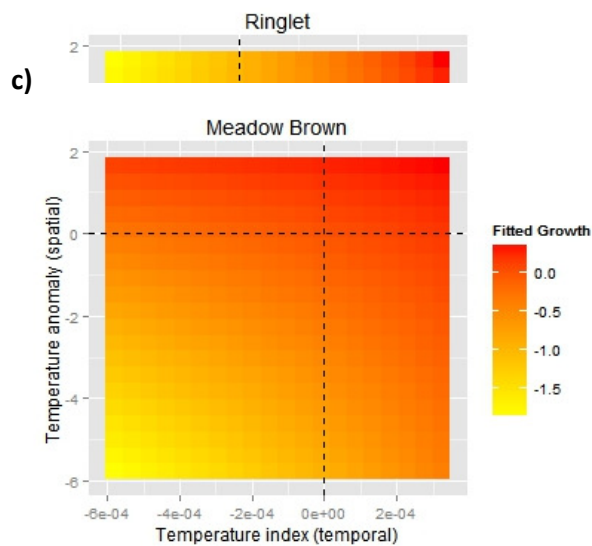 Ringlet
2
c)
Meadow Brown
2
0
-2
-4
-6
Temperature anomaly (spatial)
Fitted Growth
0.0
-0.5
-1.0
-1.5
-6e-04 -4e-04 -2e-04 0e+00 2e-04
Temperature index (temporal)